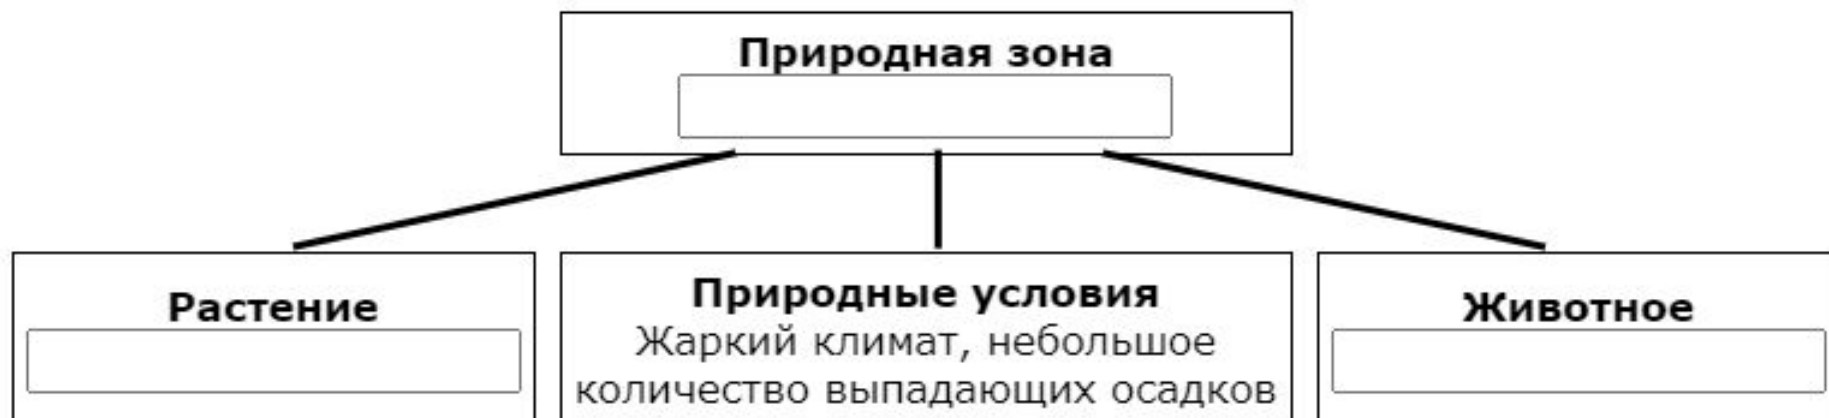 Природная зона
Растение
Природные условия
Жаркий климат, небольшое
количество выпадающих осадков
Животное